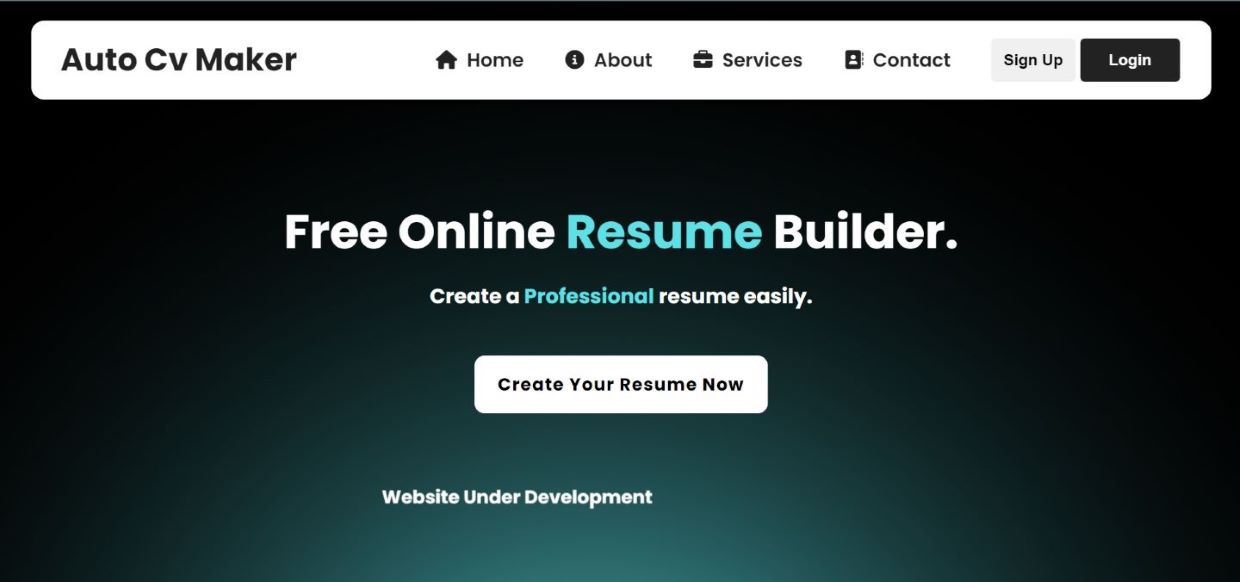 Auto Cv Maker Home About Services Contact Sign Up Login
Free Online Resume Builder.
Create a Professional resume easily.
Create Your Resume Now
Website Under Development